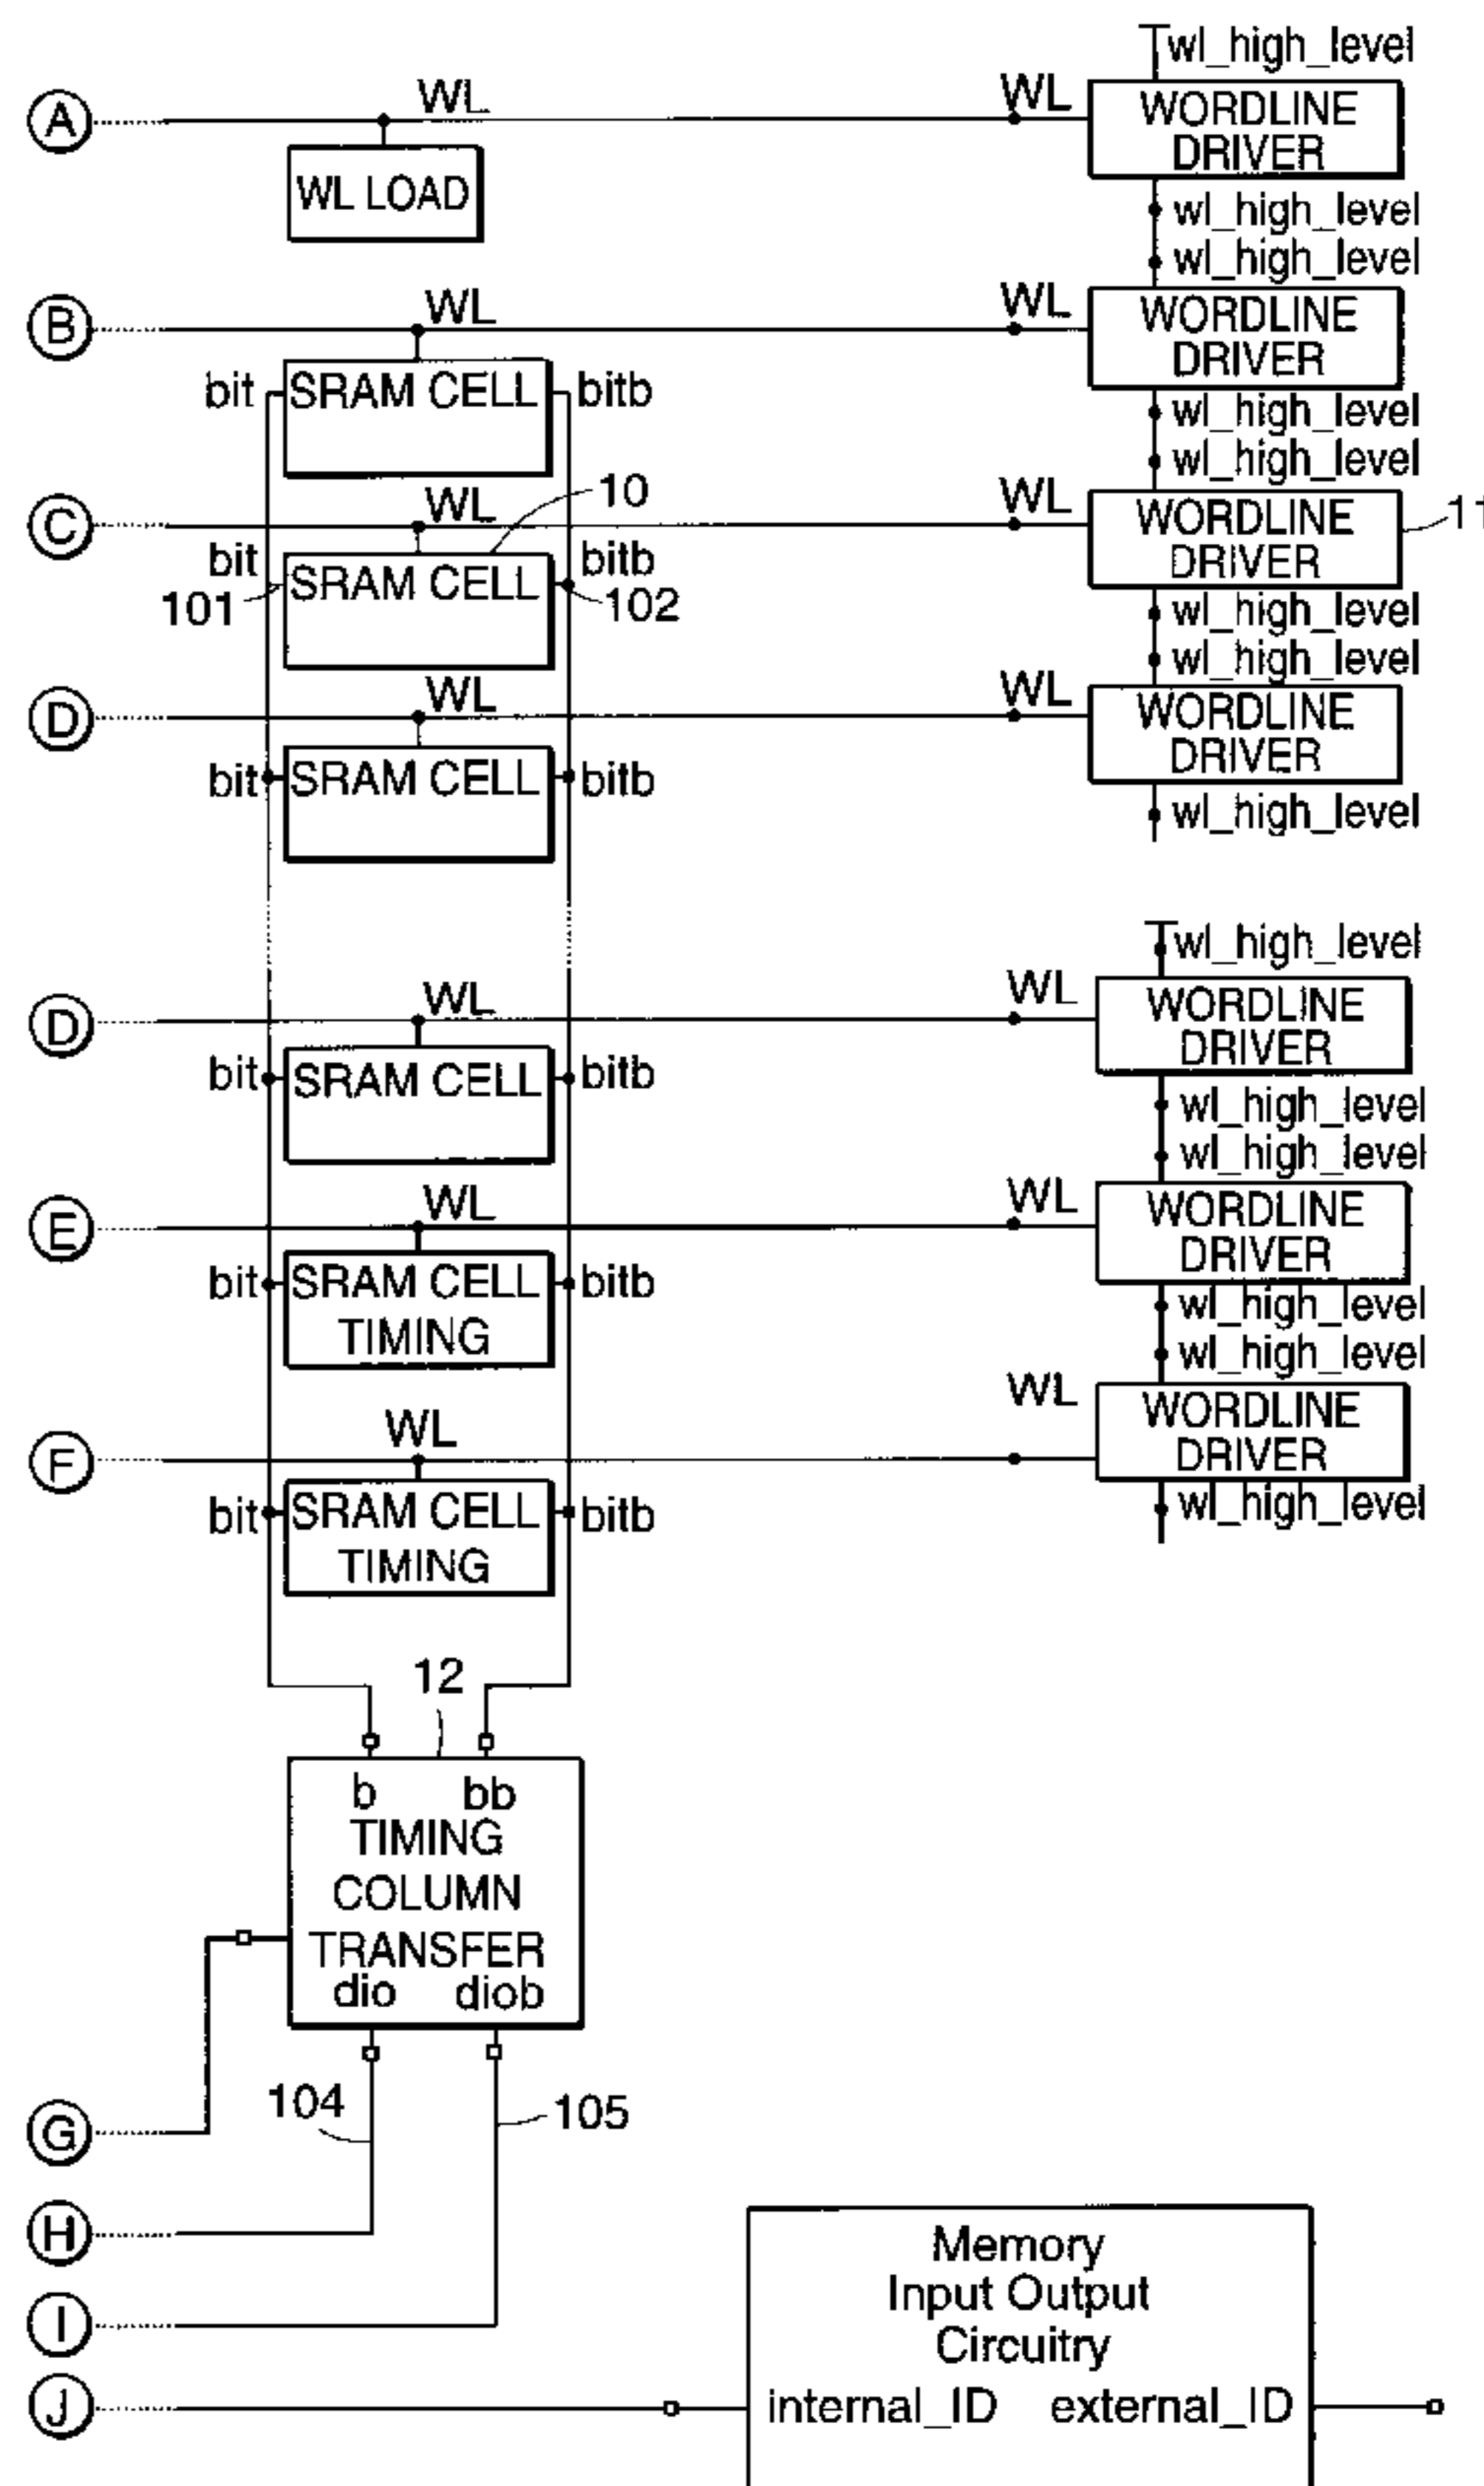 wl_high_level
A WL WL WORDLINE DRIVER
WL LOAD
wl_high_level
wl_high_level
B WL WL WORDLINE DRIVER
bit SRAM CELL bitb
wl_high_level
wl_high_level
C WL 10 WL WORDLINE DRIVER 11
bit SRAM CELL bitb
101 102
wl_high_level
wl_high_level
D WL WL WORDLINE DRIVER
bit SRAM CELL bitb
wl_high_level
wl_high_level
D WL WL WORDLINE DRIVER
bit SRAM CELL bitb
wl_high_level
wl_high_level
E WL WL WORDLINE DRIVER
bit SRAM CELL TIMING bitb
wl_high_level
wl_high_level
F WL WL WORDLINE DRIVER
bit SRAM CELL TIMING bitb
wl_high_level
12
b bb
TIMING
COLUMN
TRANSFER
dio diob
104 105
G
H
I
J
Memory
Input Output
Circuitry
internal_ID external_ID